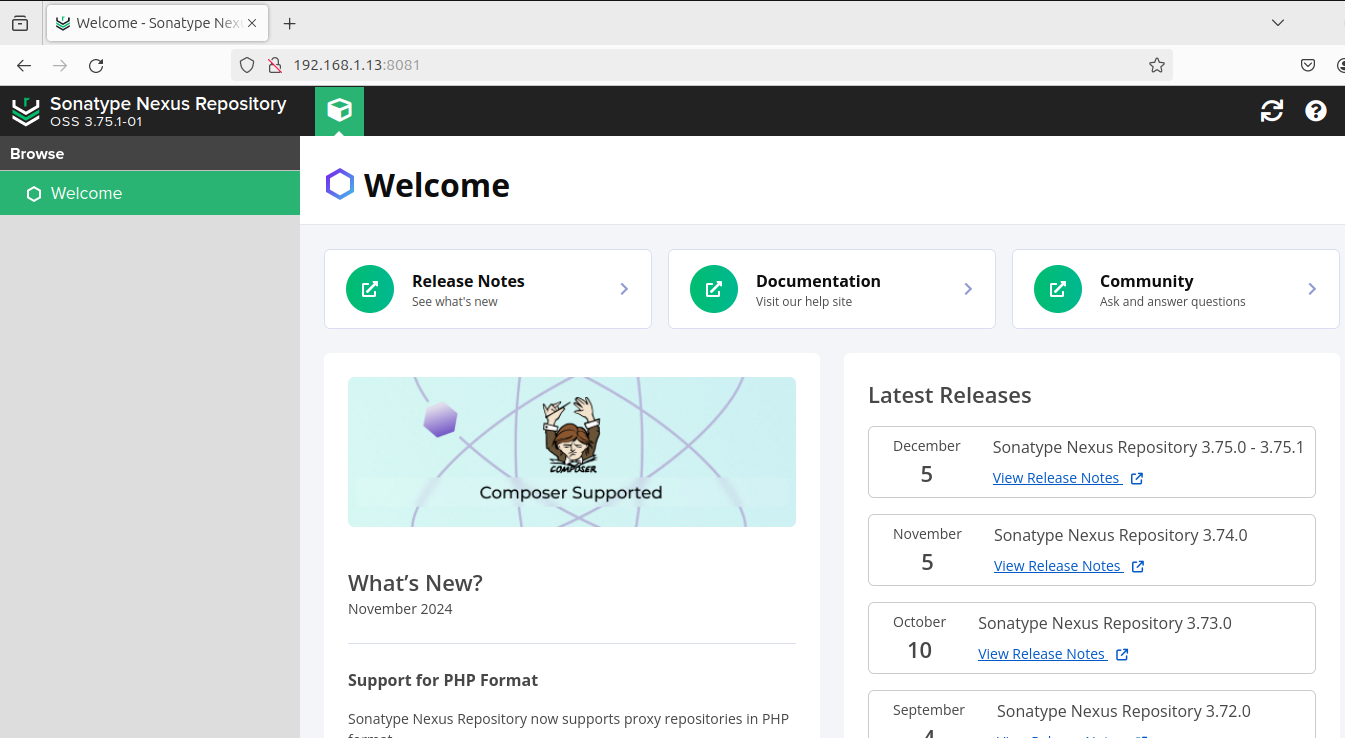 Welcome - Sonatype Nex
192.168.1.13:8081
Sonatype Nexus Repository
OSS 3.75.1-01
Browse
Welcome
Welcome
Release Notes
See what's new
Documentation
Visit our help site
Community
Ask and answer questions
COMPOSER
Composer Supported
What’s New?
November 2024
Support for PHP Format
Sonatype Nexus Repository now supports proxy repositories in PHP
format
Latest Releases
December
5
Sonatype Nexus Repository 3.75.0 - 3.75.1
View Release Notes
November
5
Sonatype Nexus Repository 3.74.0
View Release Notes
October
10
Sonatype Nexus Repository 3.73.0
View Release Notes
September
4
Sonatype Nexus Repository 3.72.0
View Release Notes